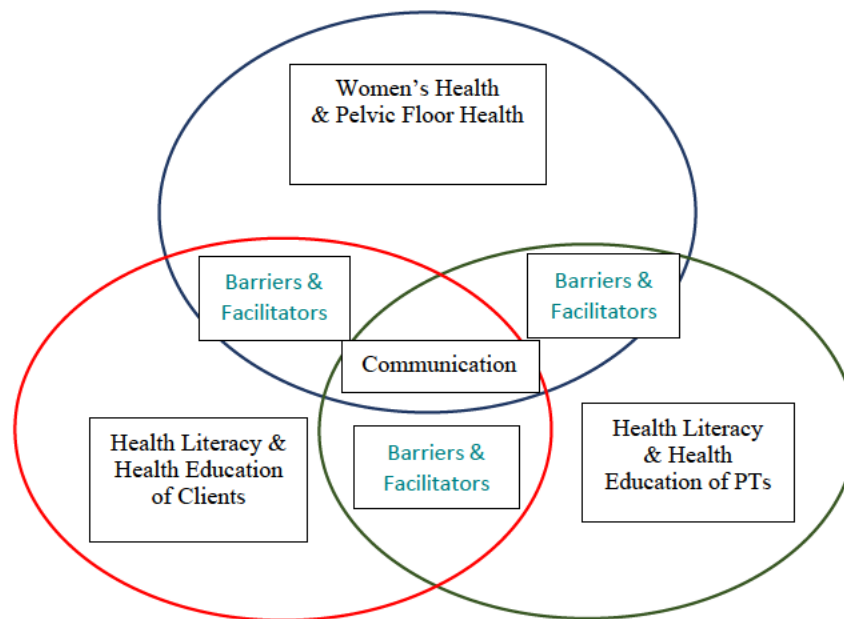 Women’s Health
& Pelvic Floor Health
Barriers &
Facilitators
Barriers &
Facilitators
Communication
Health Literacy &
Health Education
of Clients
Barriers &
Facilitators
Health Literacy
& Health
Education of PTs